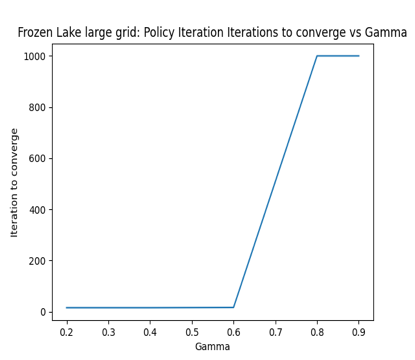 Frozen Lake large grid: Policy Iteration Iterations to converge vs Gamma
Iteration to converge
1000
800
600
400
200
0
0.2 0.3 0.4 0.5 0.6 0.7 0.8 0.9
Gamma